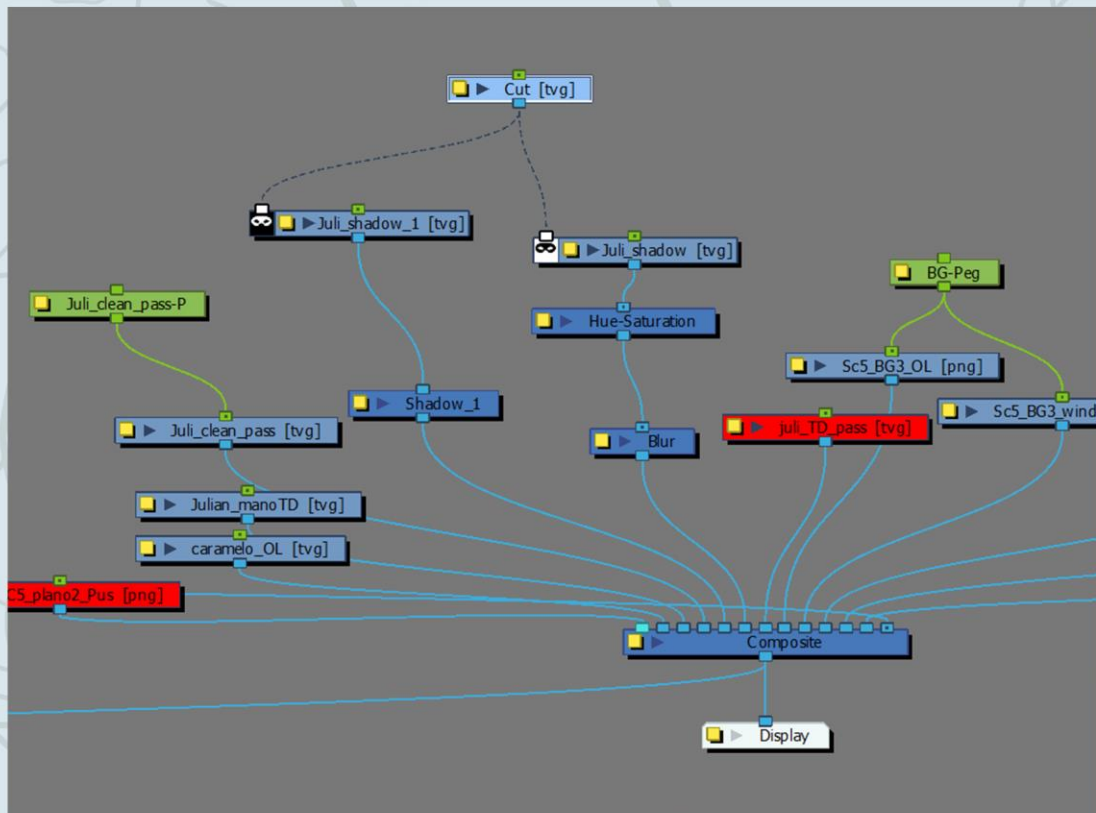 Cut [tvg]
Juli_shadow_1 [tvg]
Juli_shadow [tvg]
BG-Peg
Juli_clean_pass-P
Hue-Saturation
Sc5_BG3_OL [png]
Shadow_1
Sc5_BG3_wind
Juli_clean_pass [tvg]
juli_TD_pass [tvg]
Blur
Julian_manoTD [tvg]
caramelo_OL [tvg]
C5_plano2_Pus [png]
Composite
Display